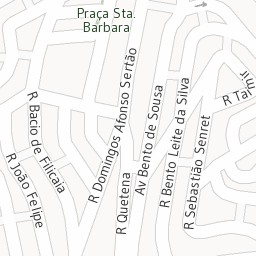 Praça Sta.
Barbara
R Domingos Afonso Sertão
R Bacio de Filicaia
R João Felipe
R Quetena
Av Bento de Sousa
R Bento Leite da Silva
R Sebastião Senret
R Taimir